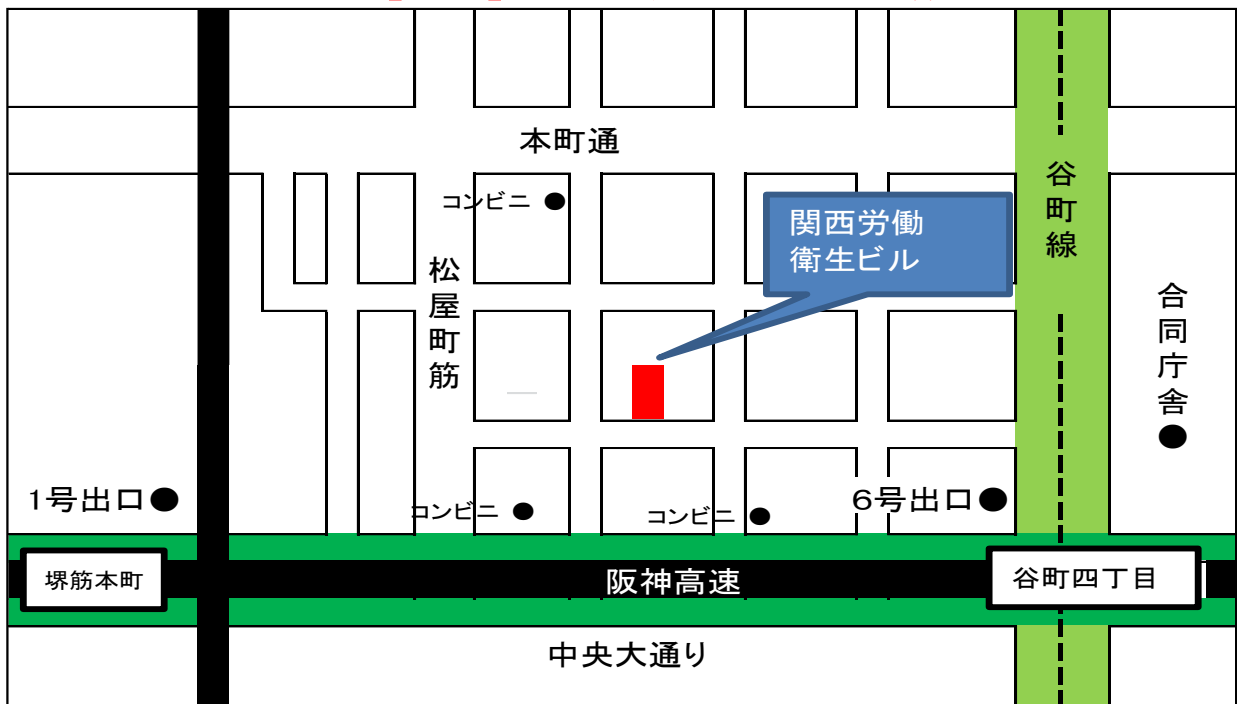 本町通
コンビニ
関西労働
衛生ビル
谷町線
松屋町筋
合同庁舎
1号出口
コンビニ
コンビニ
6号出口
堺筋本町
阪神高速
谷町四丁目
中央大通り